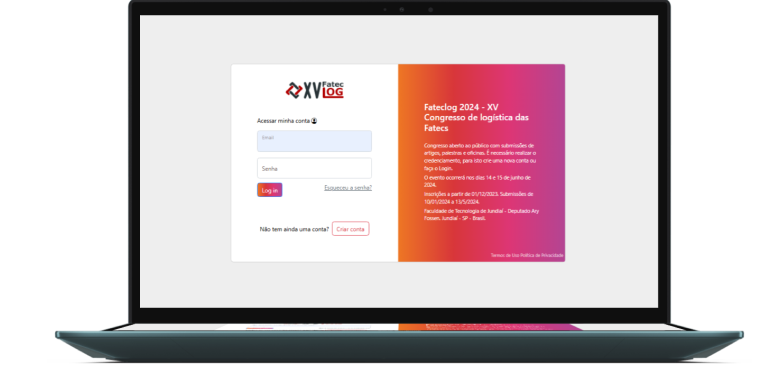 XV Fatec
LOG
Acessar minha conta
Email
Senha
Log in
Esqueceu a senha?
Não tem ainda uma conta? Criar conta
Fateclog 2024 - XV
Congresso de logística das
Fatecs
Congresso aberto ao público com submissões de
artigos, palestras e oficinas. É necessário realizar o
credenciamento, para isto crie uma nova conta ou
faça o Login.
O evento ocorrerá nos dias 14 e 15 de junho de
2024.
Inscrições a partir de 01/12/2023. Submissões de
10/01/2024 a 13/5/2024.
Faculdade de Tecnologia de Jundiaí - Deputado Ary
Fossen. Jundiaí - SP - Brasil.
Termos de Uso Política de Privacidade